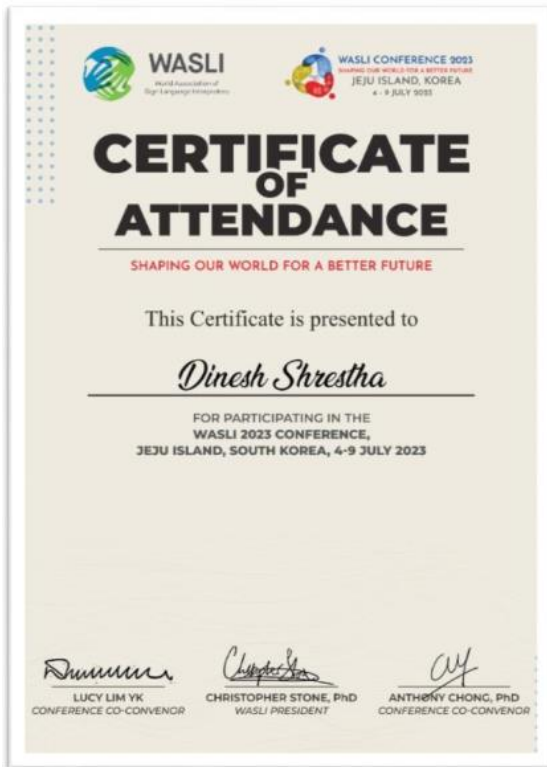 WASLI
World Association of
Sign Language Interpreters
WASLI CONFERENCE 2023
SHAPING OUR WORLD FOR A BETTER FUTURE
JEJU ISLAND, KOREA
4 - 9 JULY 2023
CERTIFICATE
OF
ATTENDANCE
SHAPING OUR WORLD FOR A BETTER FUTURE
This Certificate is presented to
Dinesh Shrestha
FOR PARTICIPATING IN THE
WASLI 2023 CONFERENCE,
JEJU ISLAND, SOUTH KOREA, 4-9 JULY 2023
LUCY LIM YK
CONFERENCE CO-CONVENOR
CHRISTOPHER STONE, PhD
WASLI PRESIDENT
ANTHONY CHONG, PhD
CONFERENCE CO-CONVENOR